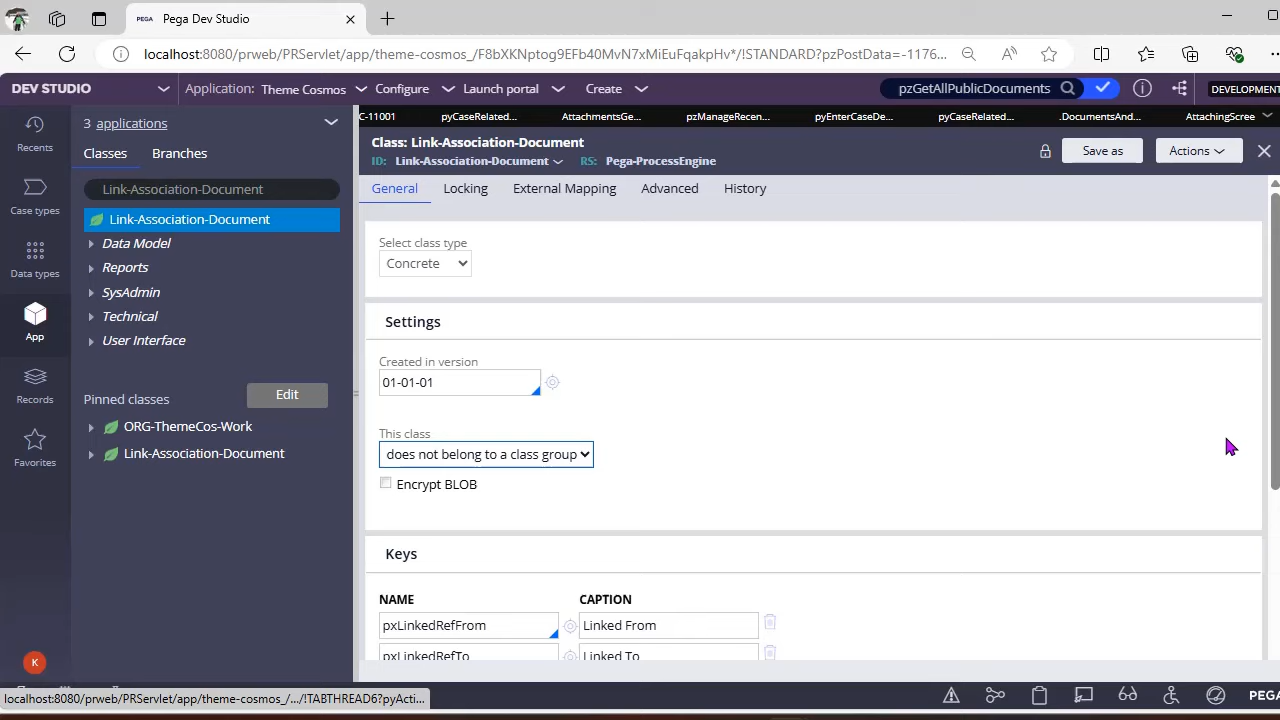 PEGA Pega Dev Studio
localhost:8080/prweb/PRServlet/app/theme-cosmos_/F8bXKNptog9EFb40MvN7xMiEuFqakpHv*/!STANDARD?pzPostData=-1176...
DEV STUDIO Application: Theme Cosmos Configure Launch portal Create pzGetAllPublicDocuments DEVELOPMENT
C-11001 pyCaseRelated... AttachmentsGe... pzManageRecen... pyEnterCaseDe... pyCaseRelated... .DocumentsAnd... AttachingScree
Recents
Case types
Data types
App
Records
Favorites
K
3 applications
Classes Branches
Link-Association-Document
Link-Association-Document
Data Model
Reports
SysAdmin
Technical
User Interface
Pinned classes Edit
ORG-ThemeCos-Work
Link-Association-Document
Class: Link-Association-Document
ID: Link-Association-Document RS: Pega-ProcessEngine
Save as Actions
General Locking External Mapping Advanced History
Select class type
Concrete
Settings
Created in version
01-01-01
This class
does not belong to a class group
Encrypt BLOB
Keys
NAME CAPTION
pxLinkedRefFrom Linked From
pxLinkedRefTo Linked To
localhost:8080/prweb/PRServlet/app/theme-cosmos_/.../!TABTHREAD6?pyActi...
PEGA